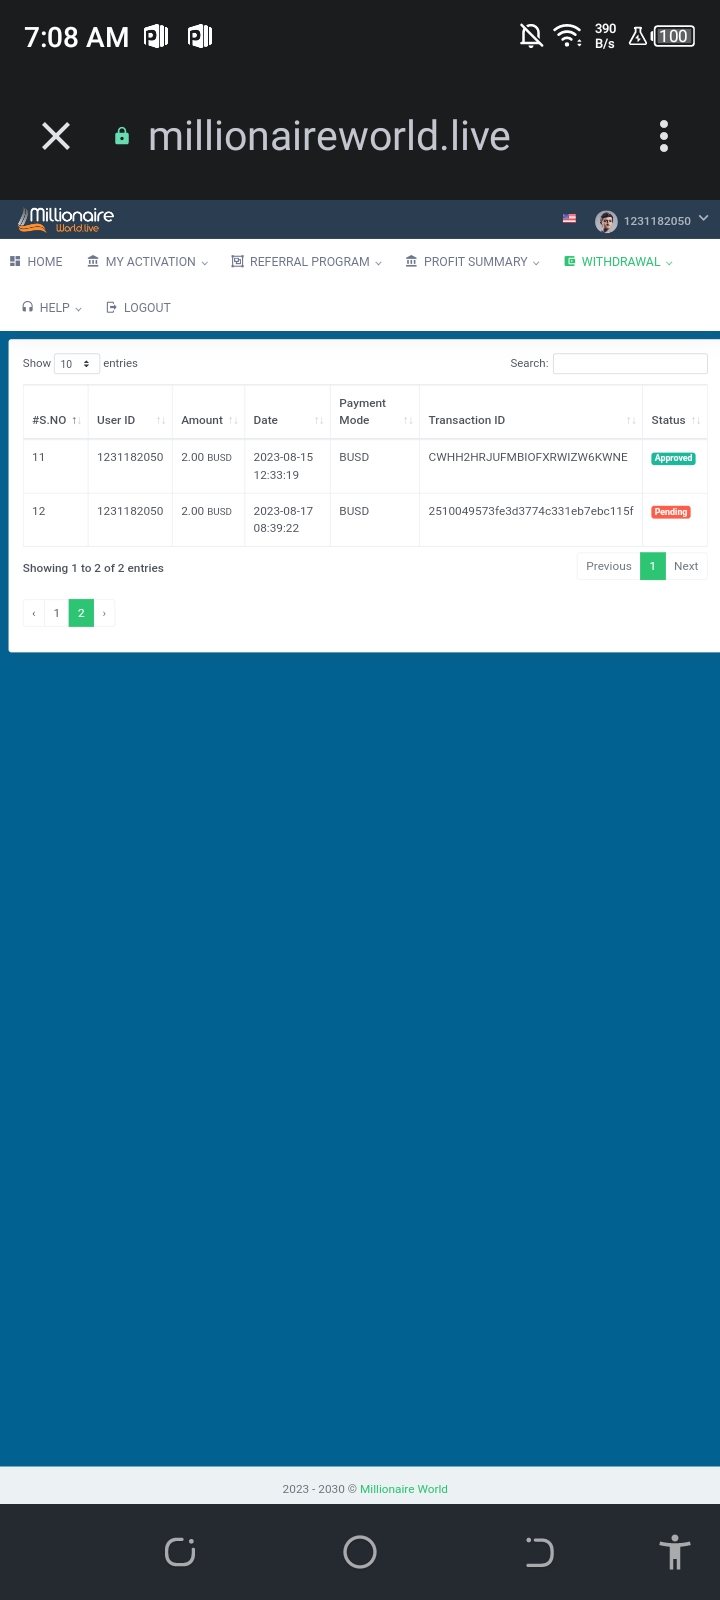 7:08 AM
390
B/s
100
millionaireworld.live
Millionaire
World.live
1231182050
HOME MY ACTIVATION REFERRAL PROGRAM PROFIT SUMMARY WITHDRAWAL
HELP LOGOUT
Show 10 entries Search:
#S.NO User ID Amount Date Payment Mode Transaction ID Status
11 1231182050 2.00 BUSD 2023-08-15 12:33:19 BUSD CWHH2HRJUFMBIOFXRWIZW6KWNE Approved
12 1231182050 2.00 BUSD 2023-08-17 08:39:22 BUSD 2510049573fe3d3774c331eb7ebc115f Pending
Showing 1 to 2 of 2 entries
Previous 1 Next
‹ 1 2 ›
2023 - 2030 © Millionaire World